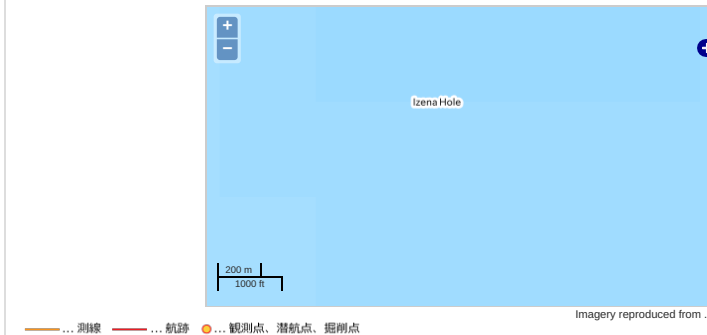 +
−
Izena Hole
200 m
1000 ft
Imagery reproduced from .
... 測線 ... 航跡 ... 観測点、潜航点、掘削点